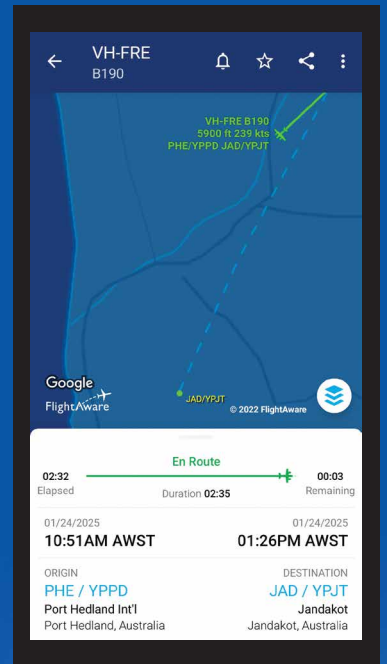 VH-FRE
B190
VH-FRE B190
5900 ft 239 kts
PHE/YPPD JAD/YPJT
JAD/YPJT
Google
FlightAware
© 2022 FlightAware
En Route
02:32
00:03
Elapsed
Duration 02:35
Remaining
01/24/2025
01/24/2025
10:51AM AWST
01:26PM AWST
ORIGIN
DESTINATION
PHE / YPPD
JAD / YPJT
Port Hedland Int'l
Jandakot
Port Hedland, Australia
Jandakot, Australia